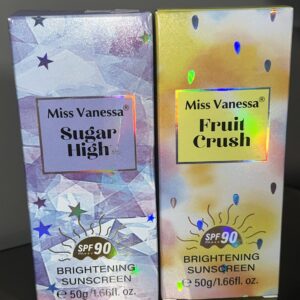 Miss Vanessa®
Sugar
High
SPF 90
BRIGHTENING
SUNSCREEN
℮ 50g/1.66fl. oz.
Miss Vanessa®
Fruit
Crush
SPF 90
BRIGHTENING
SUNSCREEN
℮ 50g/1.66fl. oz.